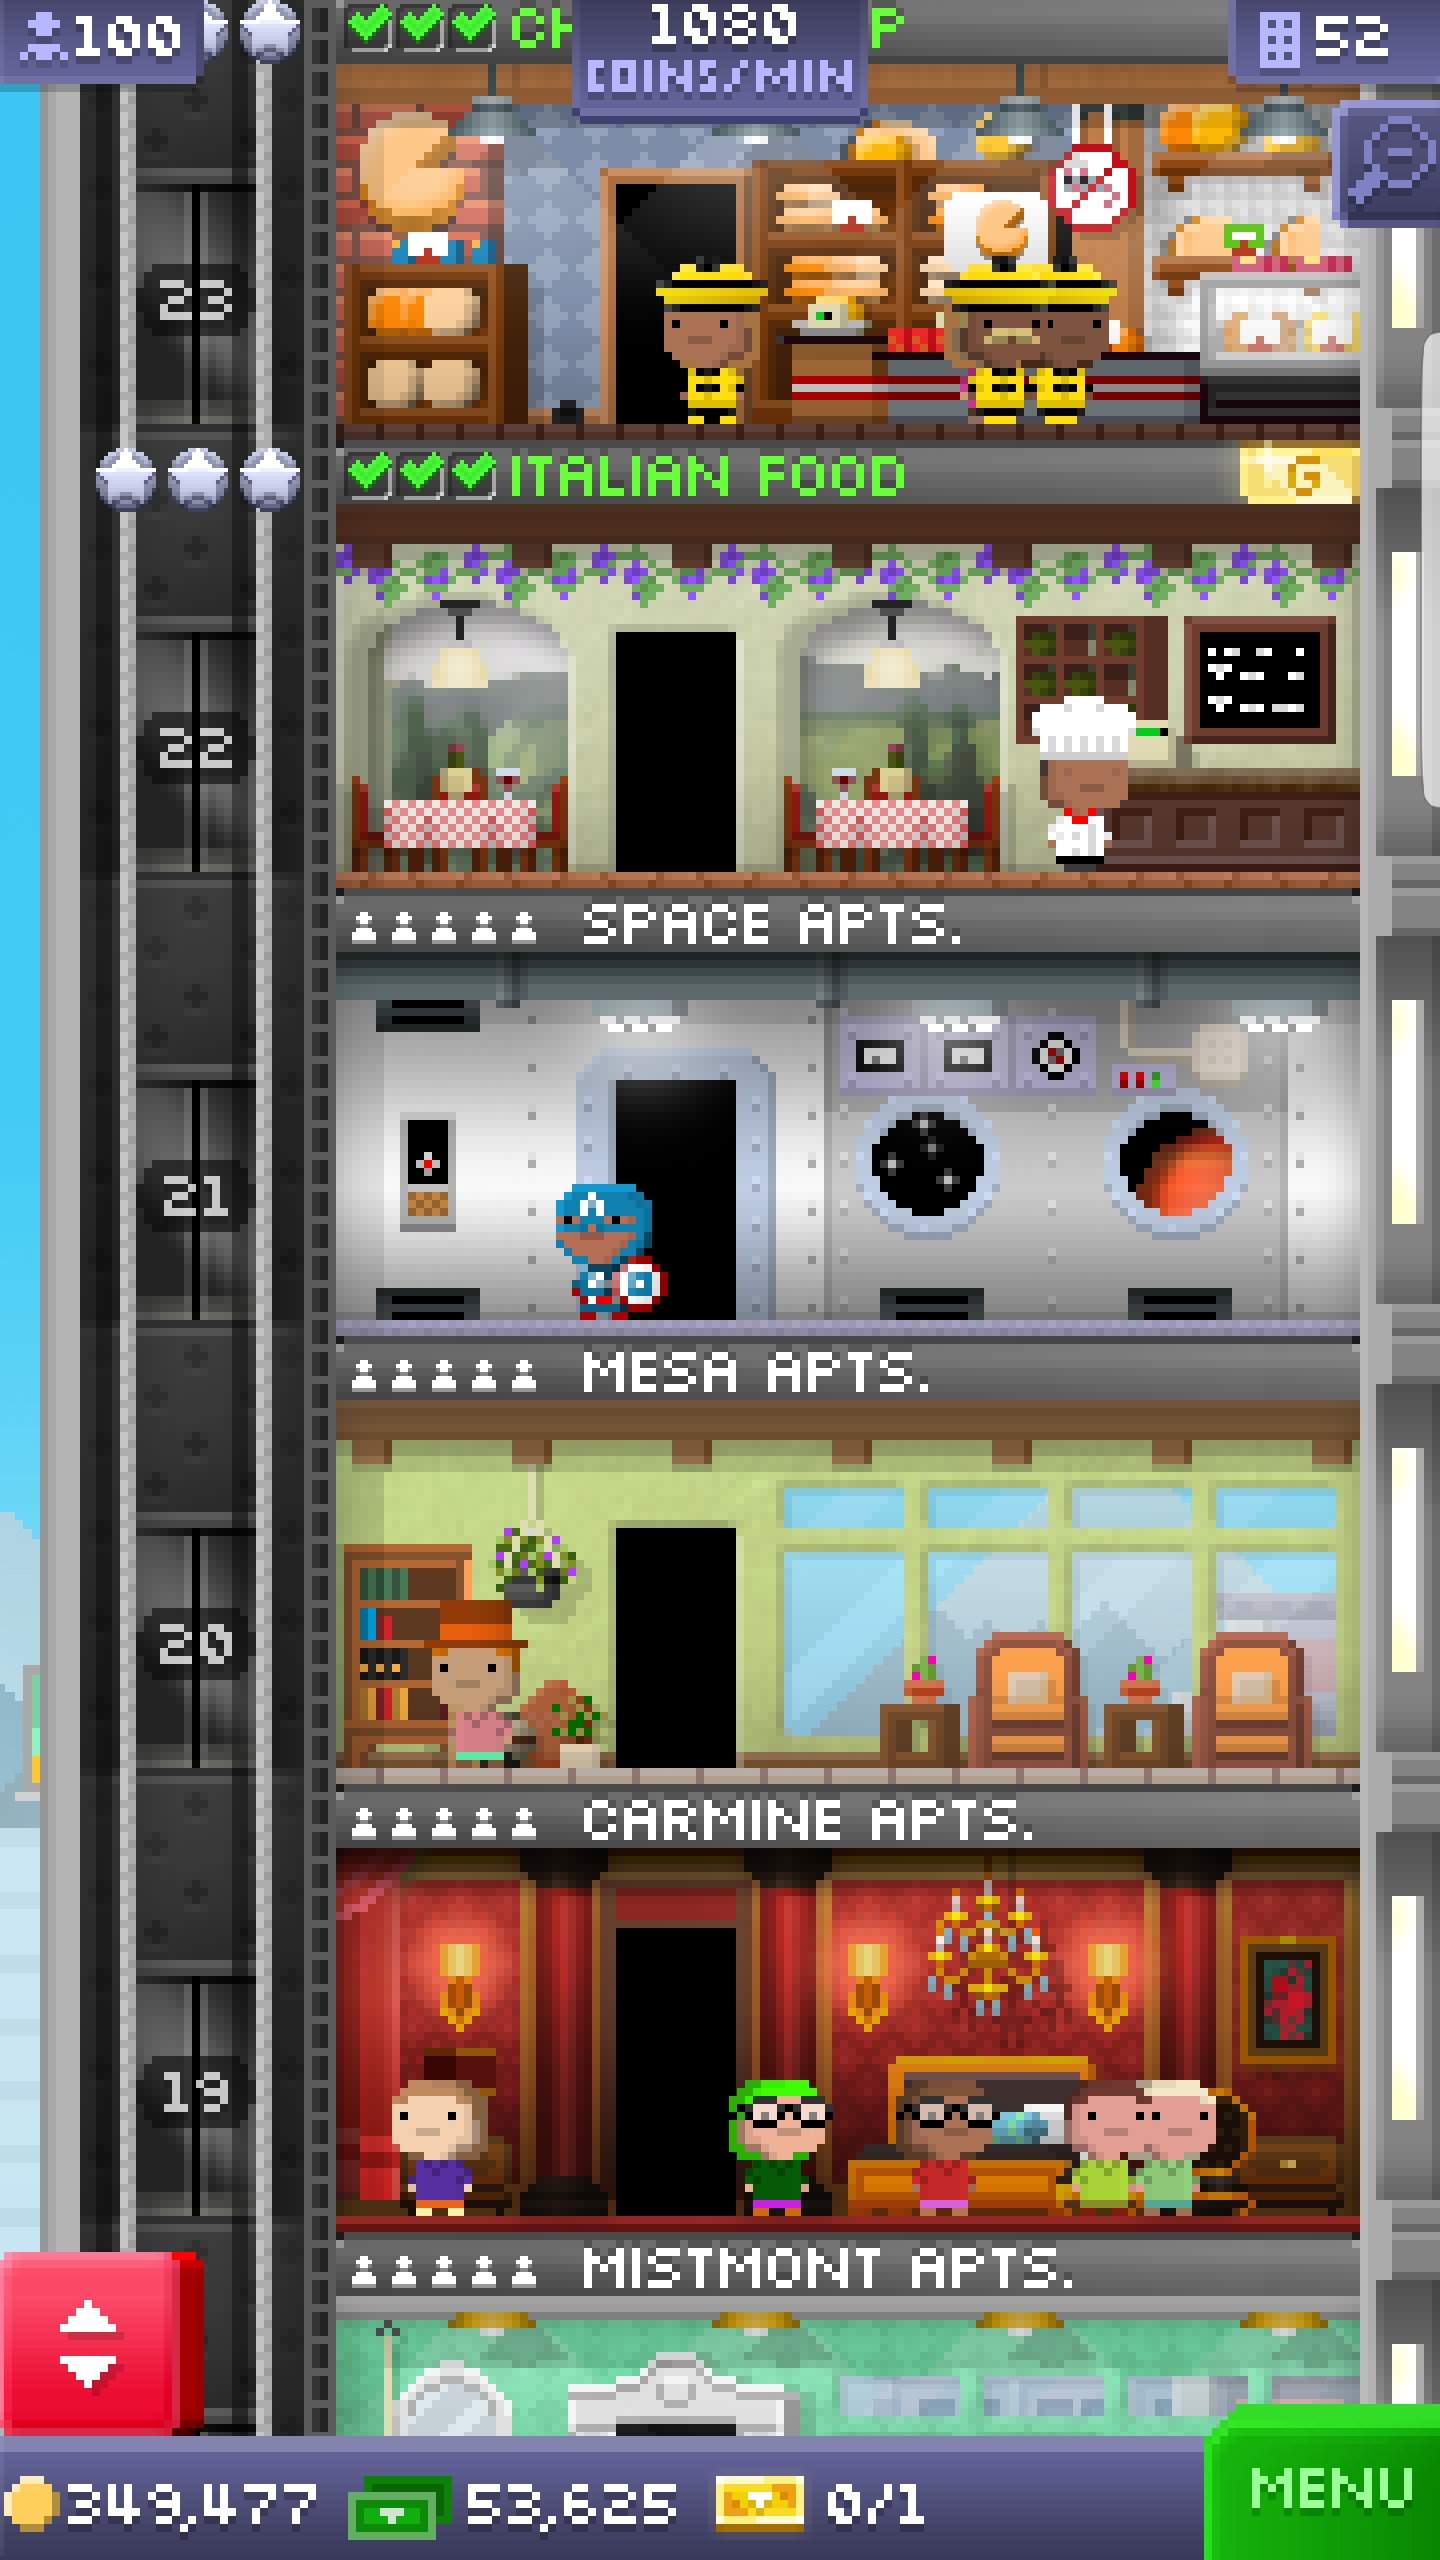 100
CH
P
1080
COINS/MIN
52
23
ITALIAN FOOD
G
22
SPACE APTS.
21
MESA APTS.
20
CARMINE APTS.
19
MISTMONT APTS.
349,477
53,625
0/1
MENU